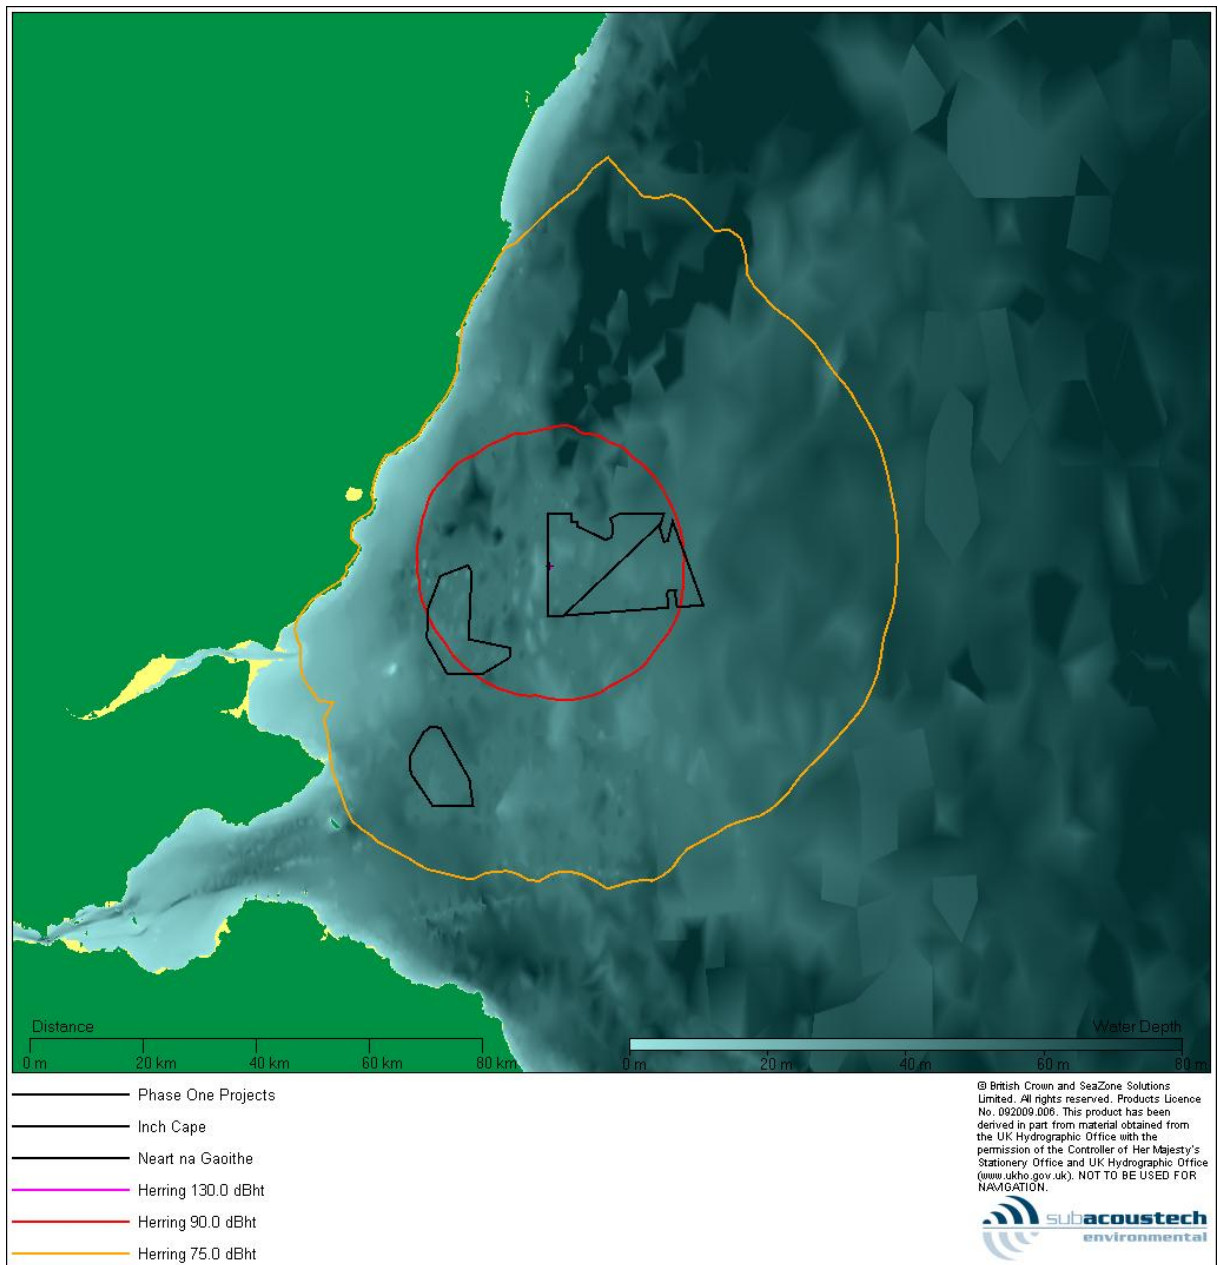 Distance
0 m 20 km 40 km 60 km 80 km
Water Depth
0 m 20 m 40 m 60 m 80 m
Phase One Projects
Inch Cape
Neart na Gaoithe
Herring 130.0 dBht
Herring 90.0 dBht
Herring 75.0 dBht
© British Crown and SeaZone Solutions
Limited. All rights reserved. Products Licence
No. 092009.006. This product has been
derived in part from material obtained from
the UK Hydrographic Office with the
permission of the Controller of Her Majesty's
Stationery Office and UK Hydrographic Office
(www.ukho.gov.uk). NOT TO BE USED FOR
NAVIGATION.
subacoustech
environmental